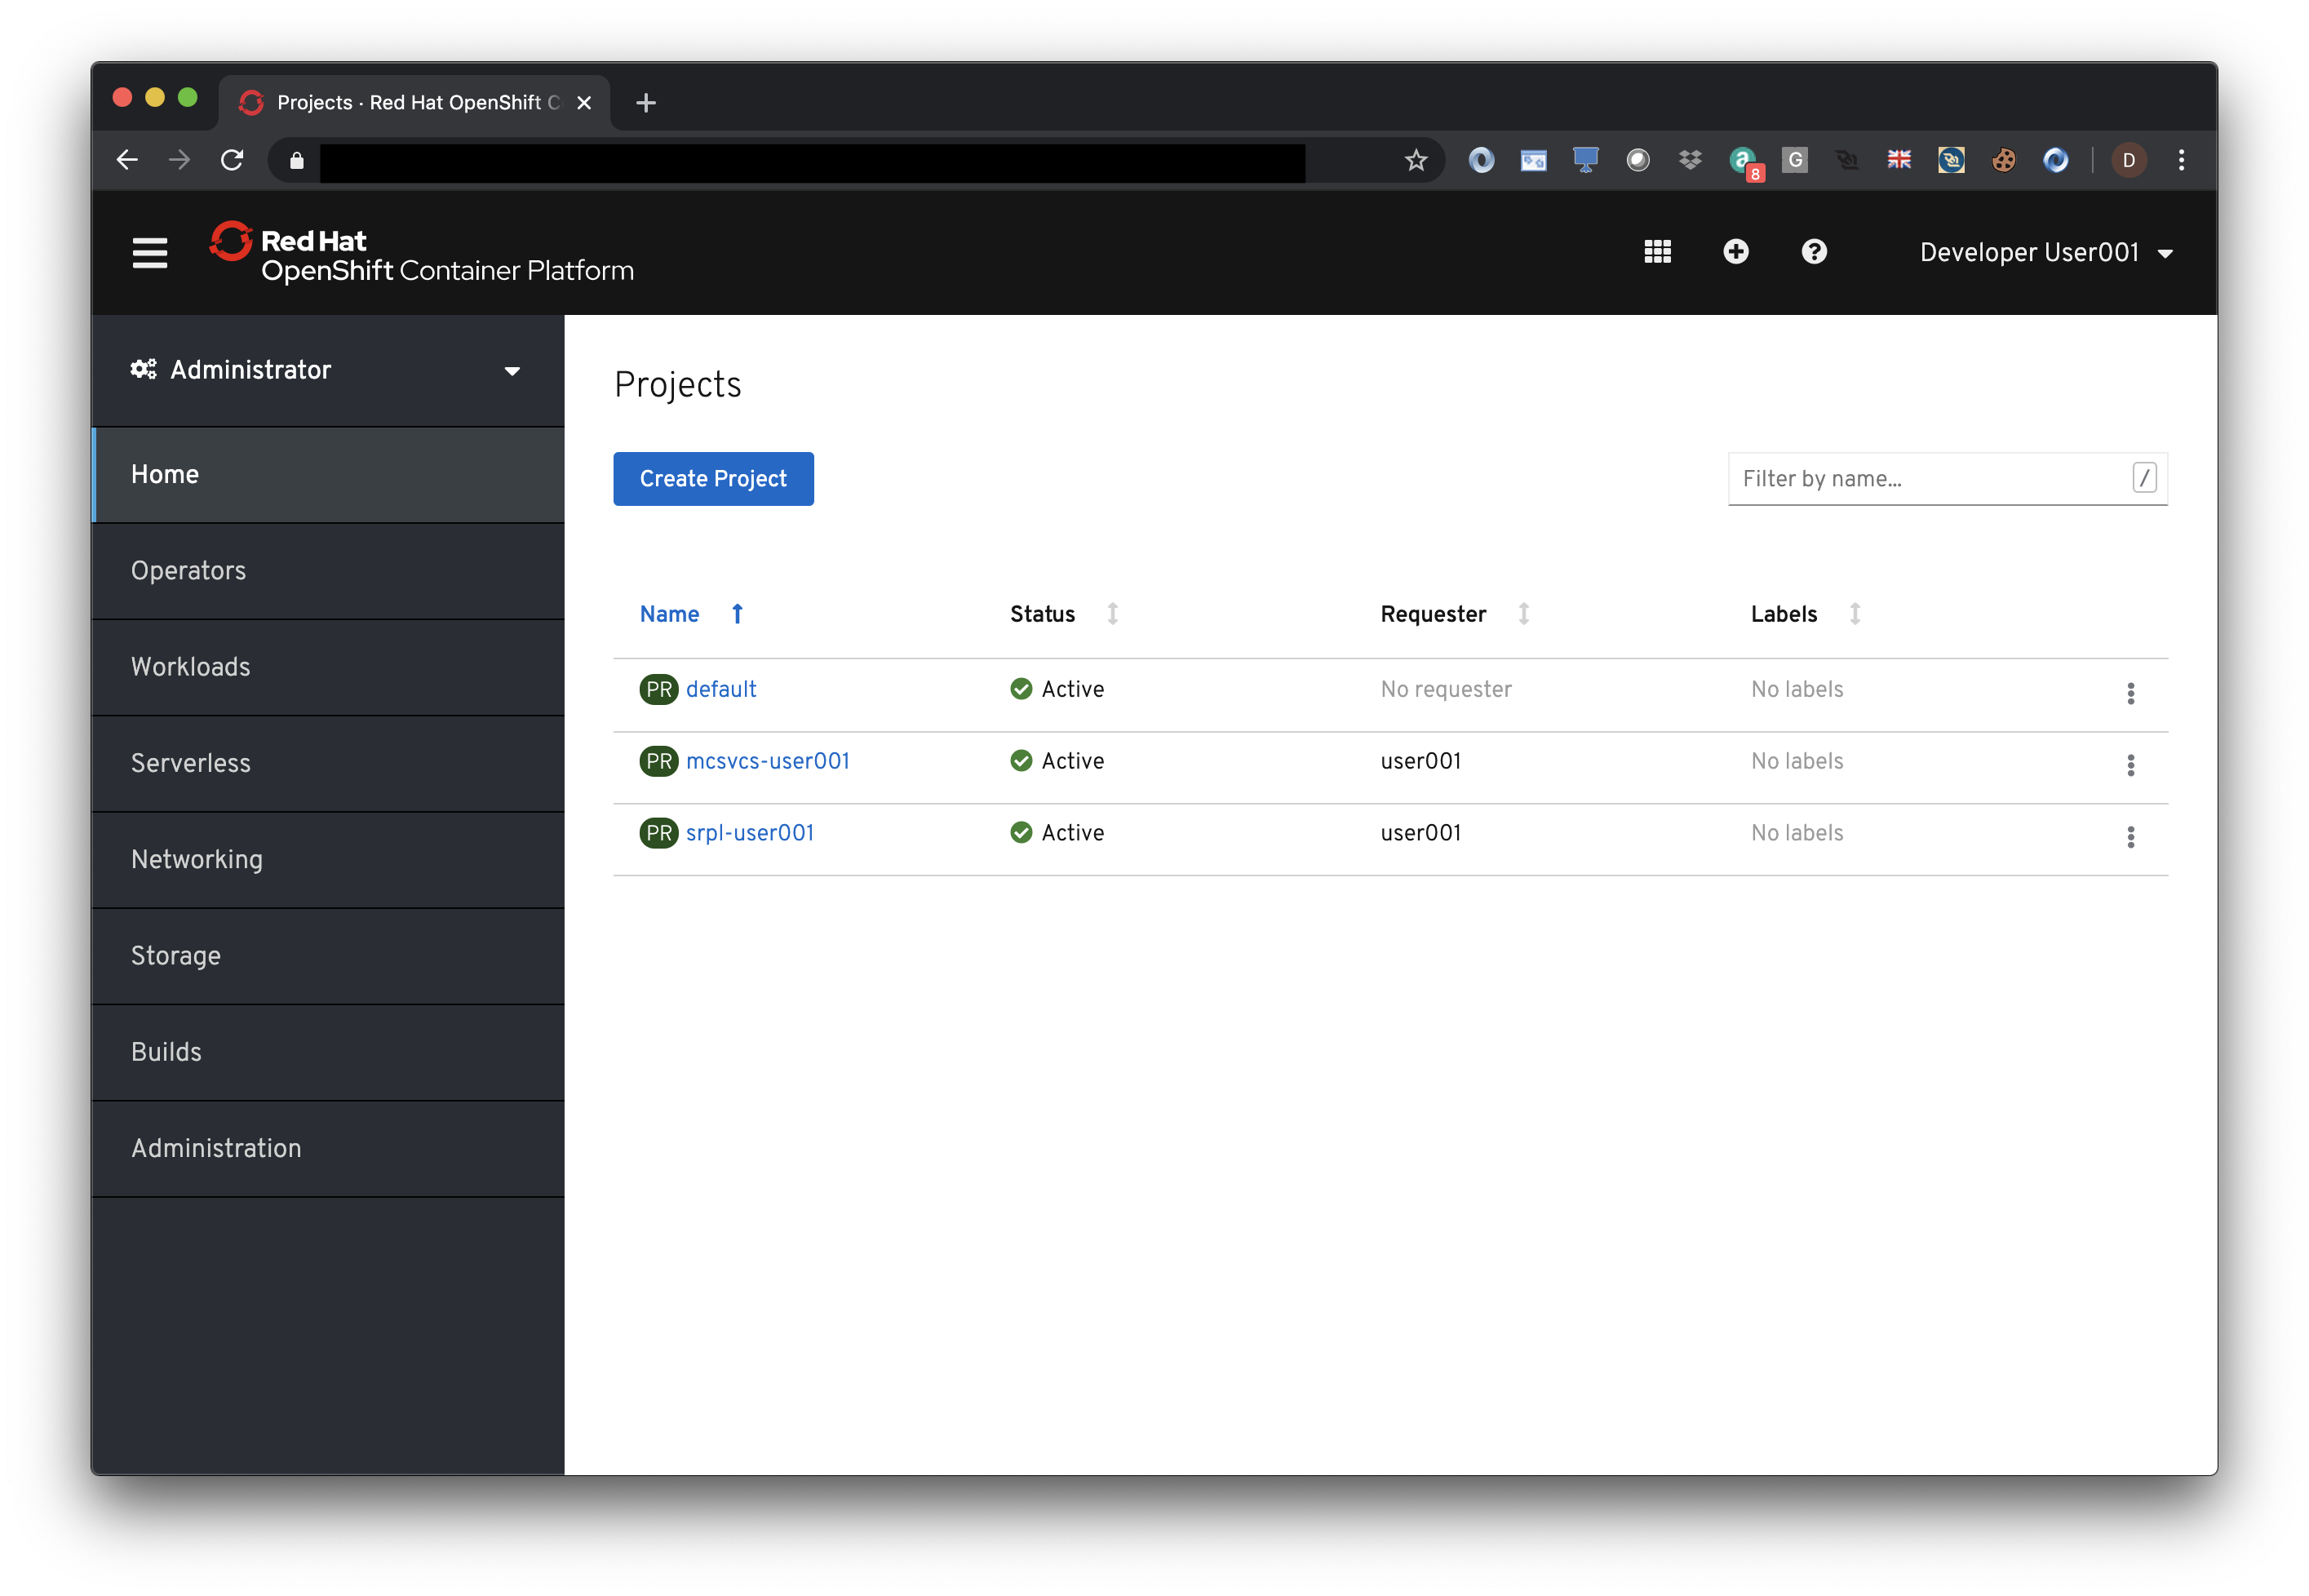 Projects · Red Hat OpenShift C
a
8
G
D
Red Hat
OpenShift Container Platform
?
Developer User001
Administrator
Home
Operators
Workloads
Serverless
Networking
Storage
Builds
Administration
Projects
Create Project
Filter by name...
/
Name Status Requester Labels
PR default Active No requester No labels
PR mcsvcs-user001 Active user001 No labels
PR srpl-user001 Active user001 No labels